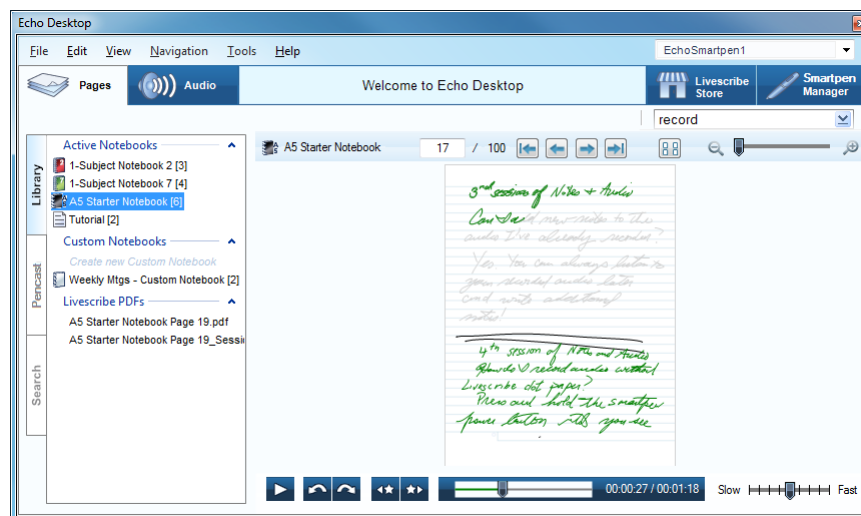 Echo Desktop
File Edit View Navigation Tools Help
EchoSmartpen1
Pages
Audio
Welcome to Echo Desktop
Livescribe
Store
Smartpen
Manager
record
Library
Pencast
Search
Active Notebooks
1-Subject Notebook 2 [3]
1-Subject Notebook 7 [4]
A5 Starter Notebook [6]
Tutorial [2]
Custom Notebooks
Create new Custom Notebook
Weekly Mtgs - Custom Notebook [2]
Livescribe PDFs
A5 Starter Notebook Page 19.pdf
A5 Starter Notebook Page 19_Sessi
A5 Starter Notebook 17 / 100
3rd session of Notes + Audio
Can I add new notes to the
audio I've already recorded?
Yes. You can always listen to
your recorded audio later
and write additional
notes!
4th session of Notes and Audio
How do I record audio without
Livescribe dot paper?
Press and hold the smartpen
power button until you see
00:00:27 / 00:01:18
Slow
Fast